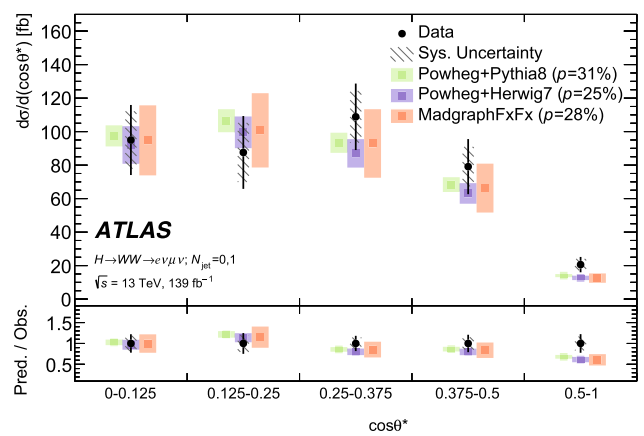 dσ/d(cosθ*) [fb]
160
140
120
100
80
60
40
20
0
Data
Sys. Uncertainty
Powheg+Pythia8 (p=31%)
Powheg+Herwig7 (p=25%)
MadgraphFxFx (p=28%)
ATLAS
H→WW→eνμν; N_jet=0,1
√s = 13 TeV, 139 fb⁻¹
Pred. / Obs.
1.5
1
0.5
0-0.125
0.125-0.25
0.25-0.375
0.375-0.5
0.5-1
cosθ*